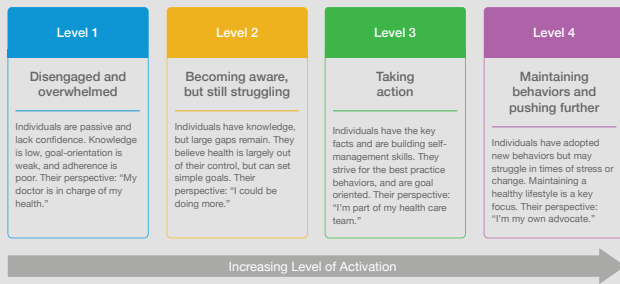 Level 1
Disengaged and
overwhelmed
Individuals are passive and
lack confidence. Knowledge
is low, goal-orientation is
weak, and adherence is
poor. Their perspective: “My
doctor is in charge of my
health.”
Level 2
Becoming aware,
but still struggling
Individuals have knowledge,
but large gaps remain. They
believe health is largely out
of their control, but can set
simple goals. Their
perspective: “I could be
doing more.”
Level 3
Taking
action
Individuals have the key
facts and are building self-
management skills. They
strive for the best practice
behaviors, and are goal
oriented. Their perspective:
“I’m part of my health care
team.”
Level 4
Maintaining
behaviors and
pushing further
Individuals have adopted
new behaviors but may
struggle in times of stress or
change. Maintaining a
healthy lifestyle is a key
focus. Their perspective:
“I’m my own advocate.”
Increasing Level of Activation